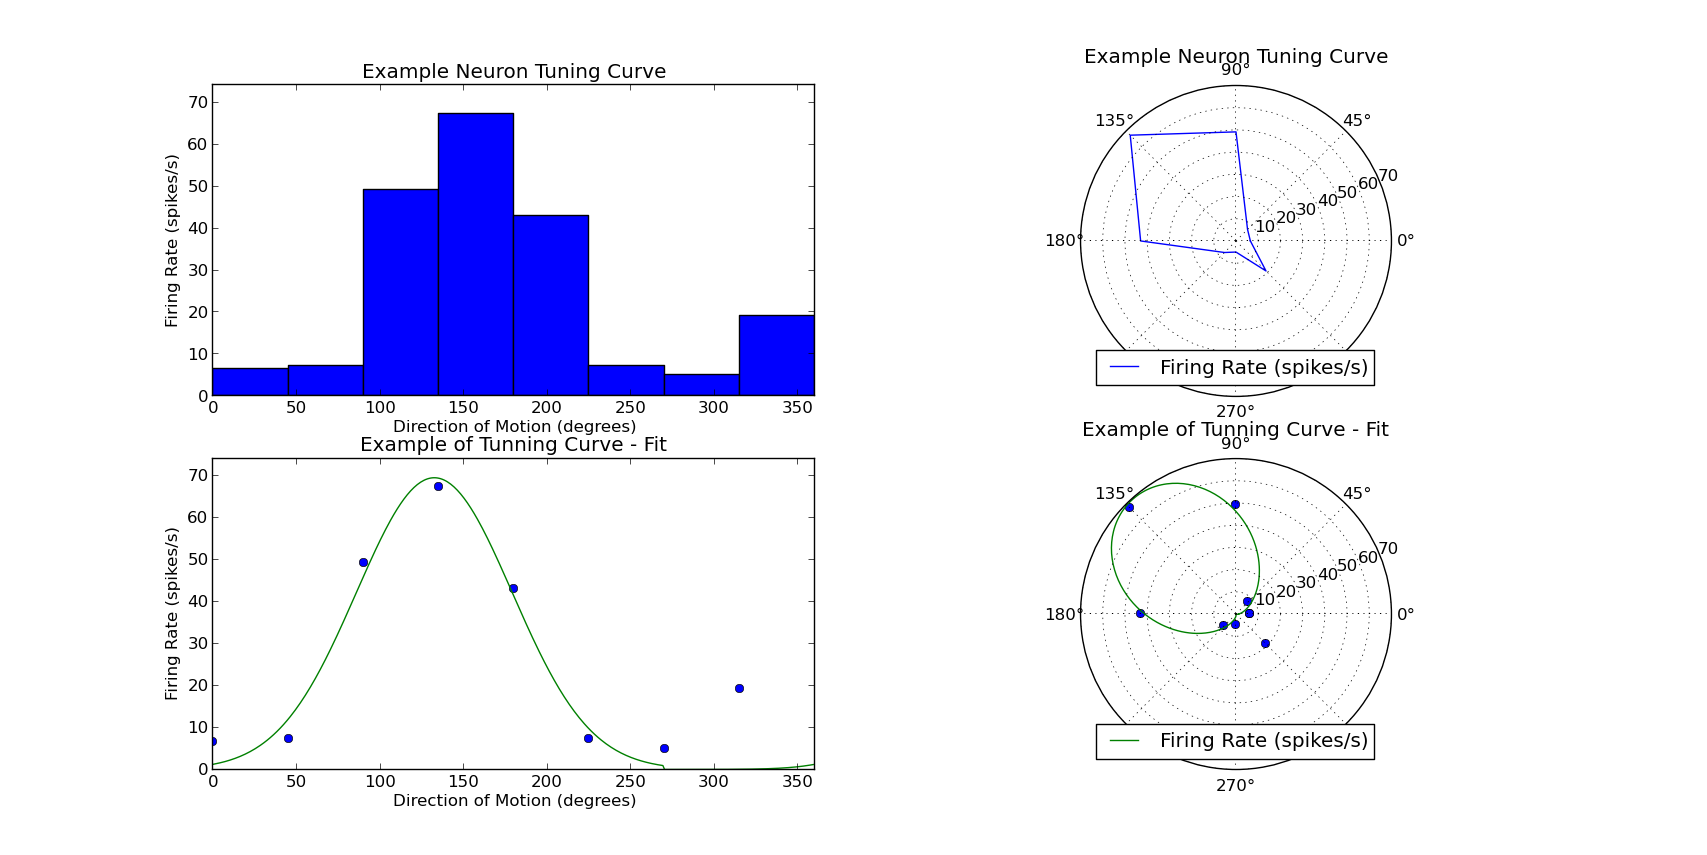 Example Neuron Tuning Curve
Firing Rate (spikes/s)
70
60
50
40
30
20
10
0
0 50 100 150 200 250 300 350
Direction of Motion (degrees)
Example Neuron Tuning Curve
90°
135° 45°
180° 0°
270°
10 20 30 40 50 60 70
Firing Rate (spikes/s)
Example of Tunning Curve - Fit
Firing Rate (spikes/s)
70
60
50
40
30
20
10
0
0 50 100 150 200 250 300 350
Direction of Motion (degrees)
Example of Tunning Curve - Fit
90°
135° 45°
180° 0°
270°
10 20 30 40 50 60 70
Firing Rate (spikes/s)